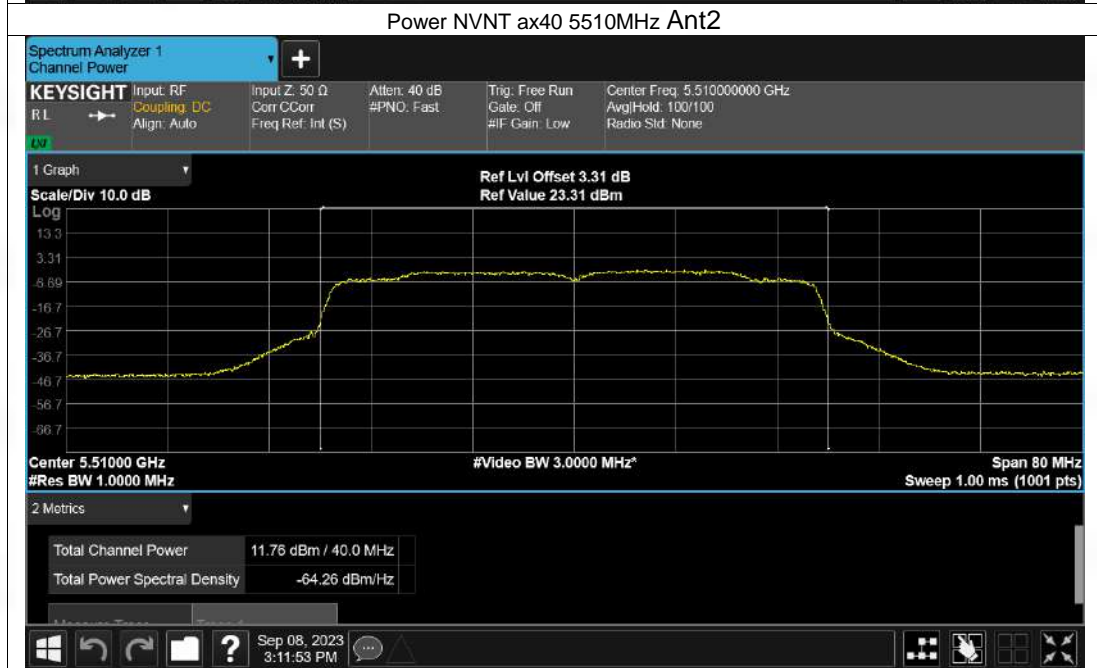 Power NVNT ax40 5510MHz Ant2
Spectrum Analyzer 1
Channel Power
+
KEYSIGHT
RL
Input: RF
Coupling: DC
Align: Auto
Input Z: 50 Ω
Corr CCorr
Freq Ref: Int (S)
Atten: 40 dB
#PNO: Fast
Trig: Free Run
Gate: Off
#IF Gain: Low
Center Freq: 5.510000000 GHz
Avg|Hold: 100/100
Radio Std: None
LXI
1 Graph
Scale/Div 10.0 dB
Ref Lvl Offset 3.31 dB
Ref Value 23.31 dBm
Log
13.3
3.31
-6.69
-16.7
-26.7
-36.7
-46.7
-56.7
-66.7
Center 5.51000 GHz
#Res BW 1.0000 MHz
#Video BW 3.0000 MHz*
Span 80 MHz
Sweep 1.00 ms (1001 pts)
2 Metrics
Total Channel Power 11.76 dBm / 40.0 MHz
Total Power Spectral Density -64.26 dBm/Hz
?
Sep 08, 2023
3:11:53 PM